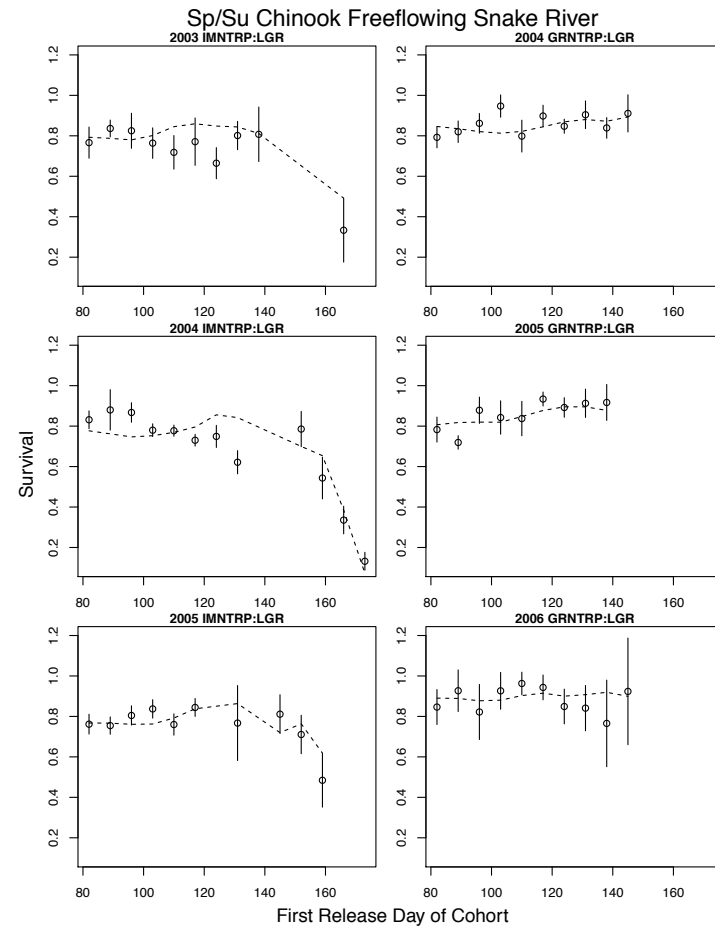 Sp/Su Chinook Freeflowing Snake River
2003 IMNTRP:LGR
1.2
1.0
0.8
0.6
0.4
0.2
80 100 120 140 160
2004 GRNTRP:LGR
1.2
1.0
0.8
0.6
0.4
0.2
80 100 120 140 160
2004 IMNTRP:LGR
1.2
1.0
0.8
0.6
0.4
0.2
80 100 120 140 160
2005 GRNTRP:LGR
1.2
1.0
0.8
0.6
0.4
0.2
80 100 120 140 160
Survival
2005 IMNTRP:LGR
1.2
1.0
0.8
0.6
0.4
0.2
80 100 120 140 160
2006 GRNTRP:LGR
1.2
1.0
0.8
0.6
0.4
0.2
80 100 120 140 160
First Release Day of Cohort